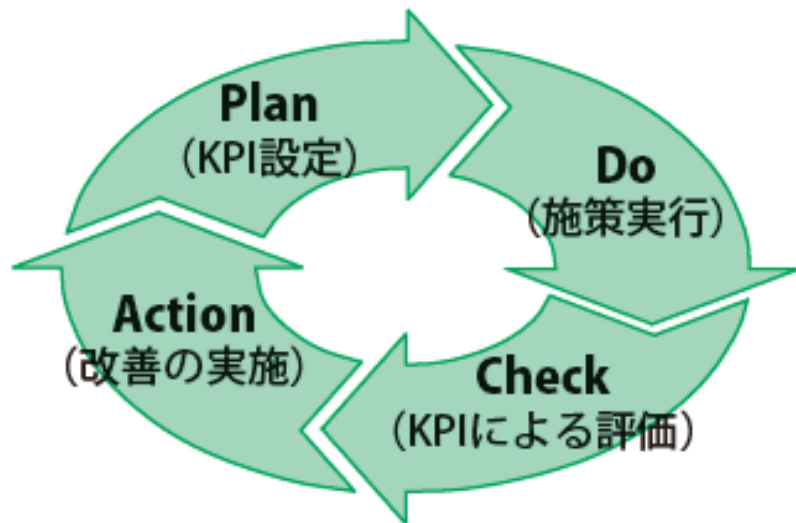 Plan
（KPI設定）
Do
（施策実行）
Check
（KPIによる評価）
Action
（改善の実施）